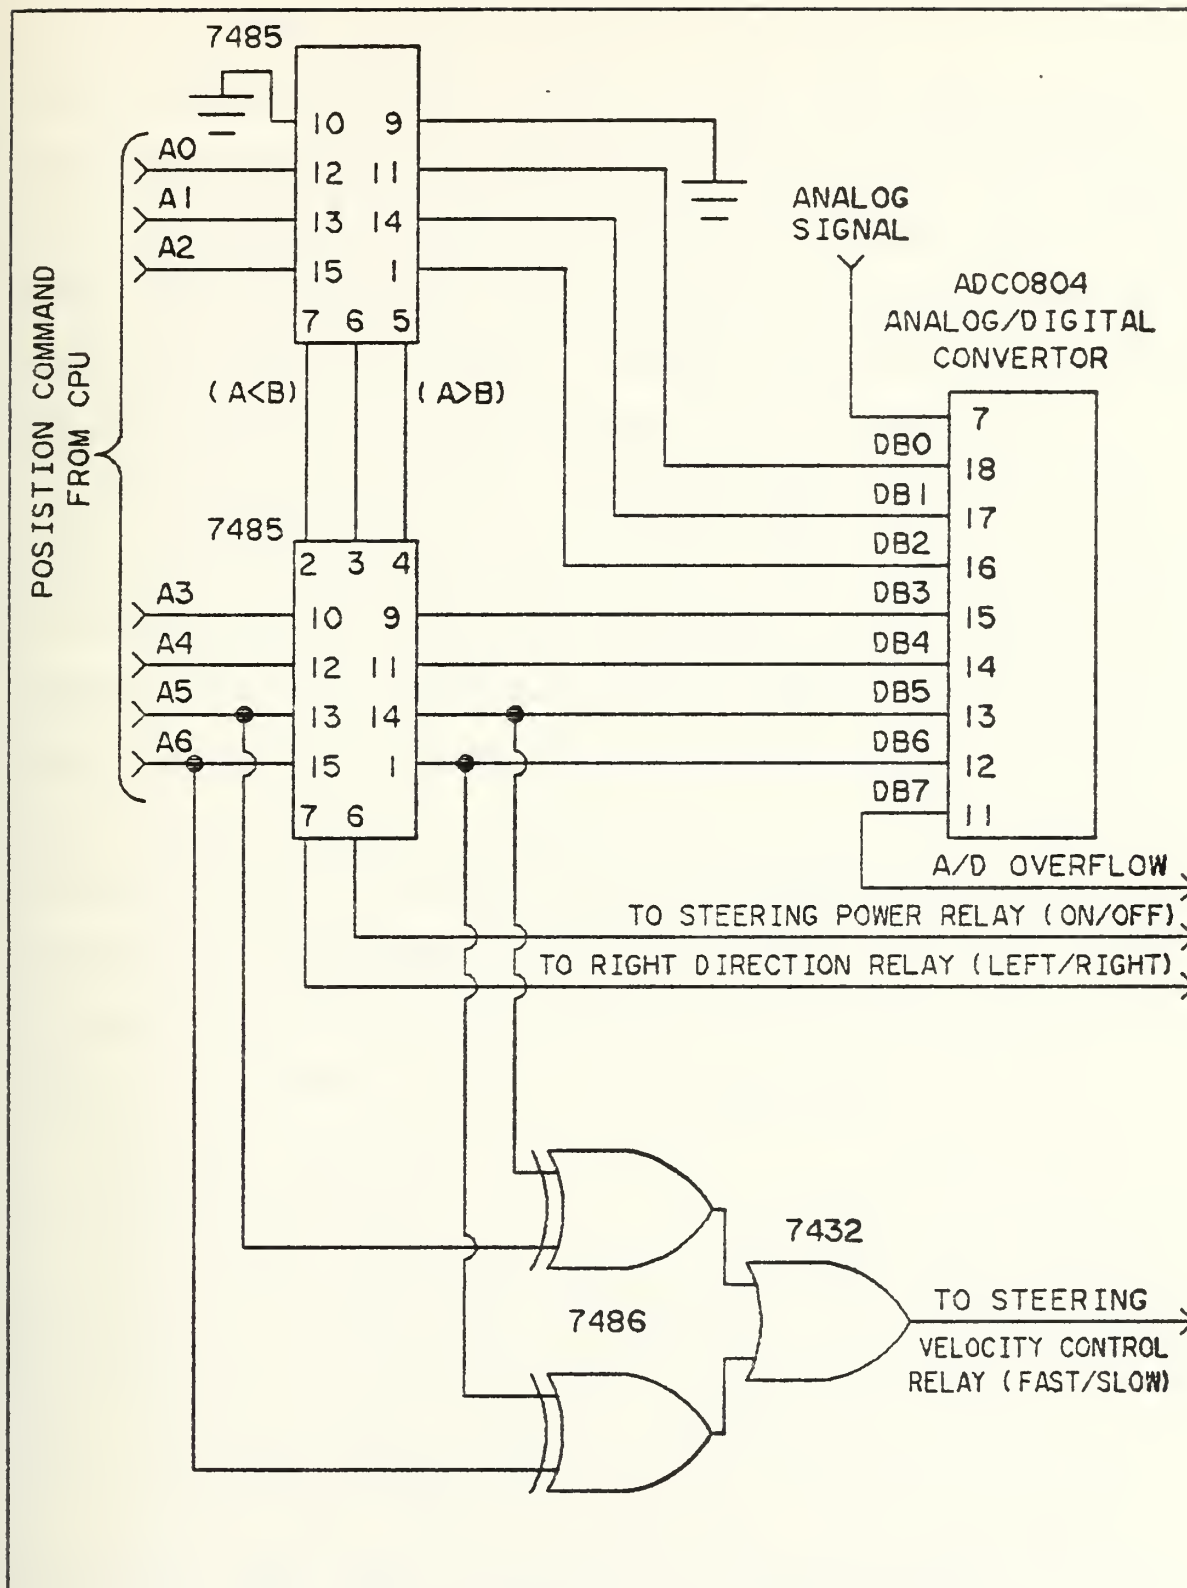 7485
10 9
A0
12 11
A1
13 14
A2
15 1
7 6 5
(A<B) (A>B)
POSISTION COMMAND
FROM CPU
ANALOG
SIGNAL
ADC0804
ANALOG/DIGITAL
CONVERTOR
7
DB0
18
DB1
17
DB2
16
DB3
15
DB4
14
DB5
13
DB6
12
DB7
11
7485
2 3 4
A3
10 9
A4
12 11
A5
13 14
A6
15 1
7 6
A/D OVERFLOW
TO STEERING POWER RELAY (ON/OFF)
TO RIGHT DIRECTION RELAY (LEFT/RIGHT)
7432
7486
TO STEERING
VELOCITY CONTROL
RELAY (FAST/SLOW)